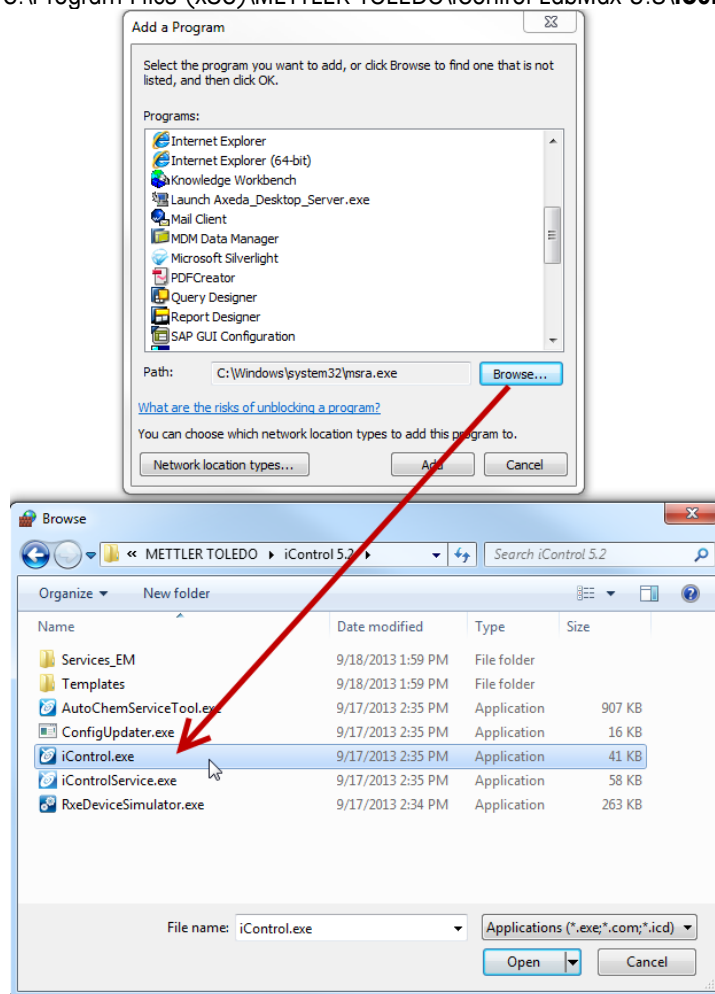 Add a Program
Select the program you want to add, or click Browse to find one that is not
listed, and then click OK.
Programs:
Internet Explorer
Internet Explorer (64-bit)
Knowledge Workbench
Launch Axeda_Desktop_Server.exe
Mail Client
MDM Data Manager
Microsoft Silverlight
PDFCreator
Query Designer
Report Designer
SAP GUI Configuration
Path: C:\Windows\system32\msra.exe Browse...
What are the risks of unblocking a program?
You can choose which network location types to add this program to.
Network location types... Add Cancel
Browse
« METTLER TOLEDO ▸ iControl 5.2 ▸ Search iControl 5.2
Organize New folder
Name Date modified Type Size
Services_EM 9/18/2013 1:59 PM File folder
Templates 9/18/2013 1:59 PM File folder
AutoChemServiceTool.exe 9/17/2013 2:35 PM Application 907 KB
ConfigUpdater.exe 9/17/2013 2:35 PM Application 16 KB
iControl.exe 9/17/2013 2:35 PM Application 41 KB
iControlService.exe 9/17/2013 2:35 PM Application 58 KB
RxeDeviceSimulator.exe 9/17/2013 2:34 PM Application 263 KB
File name: iControl.exe Applications (*.exe;*.com;*.icd)
Open Cancel